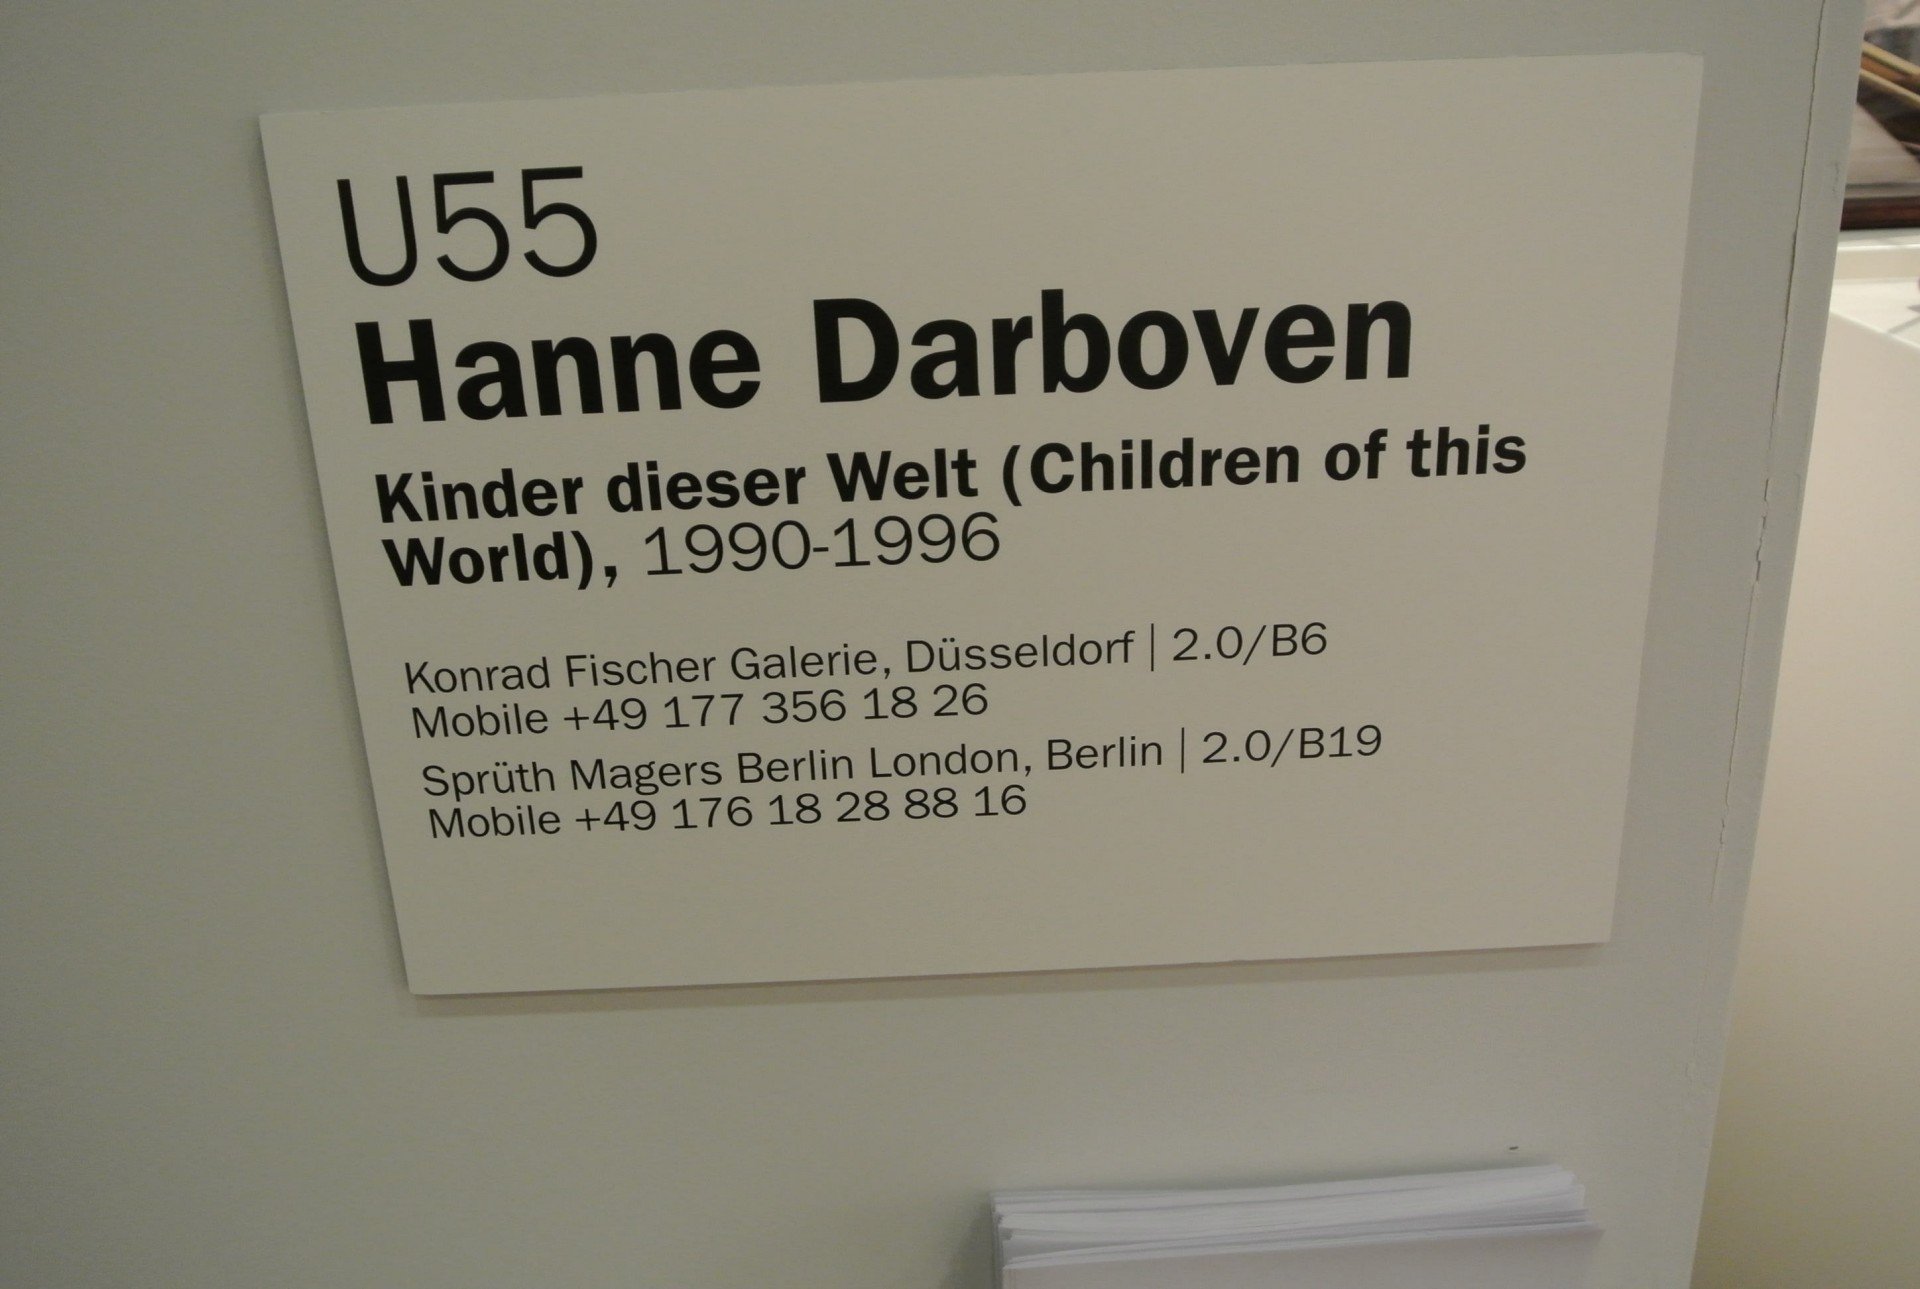 U55
Hanne Darboven
Kinder dieser Welt (Children of this
World), 1990-1996
Konrad Fischer Galerie, Düsseldorf | 2.0/B6
Mobile +49 177 356 18 26
Sprüth Magers Berlin London, Berlin | 2.0/B19
Mobile +49 176 18 28 88 16